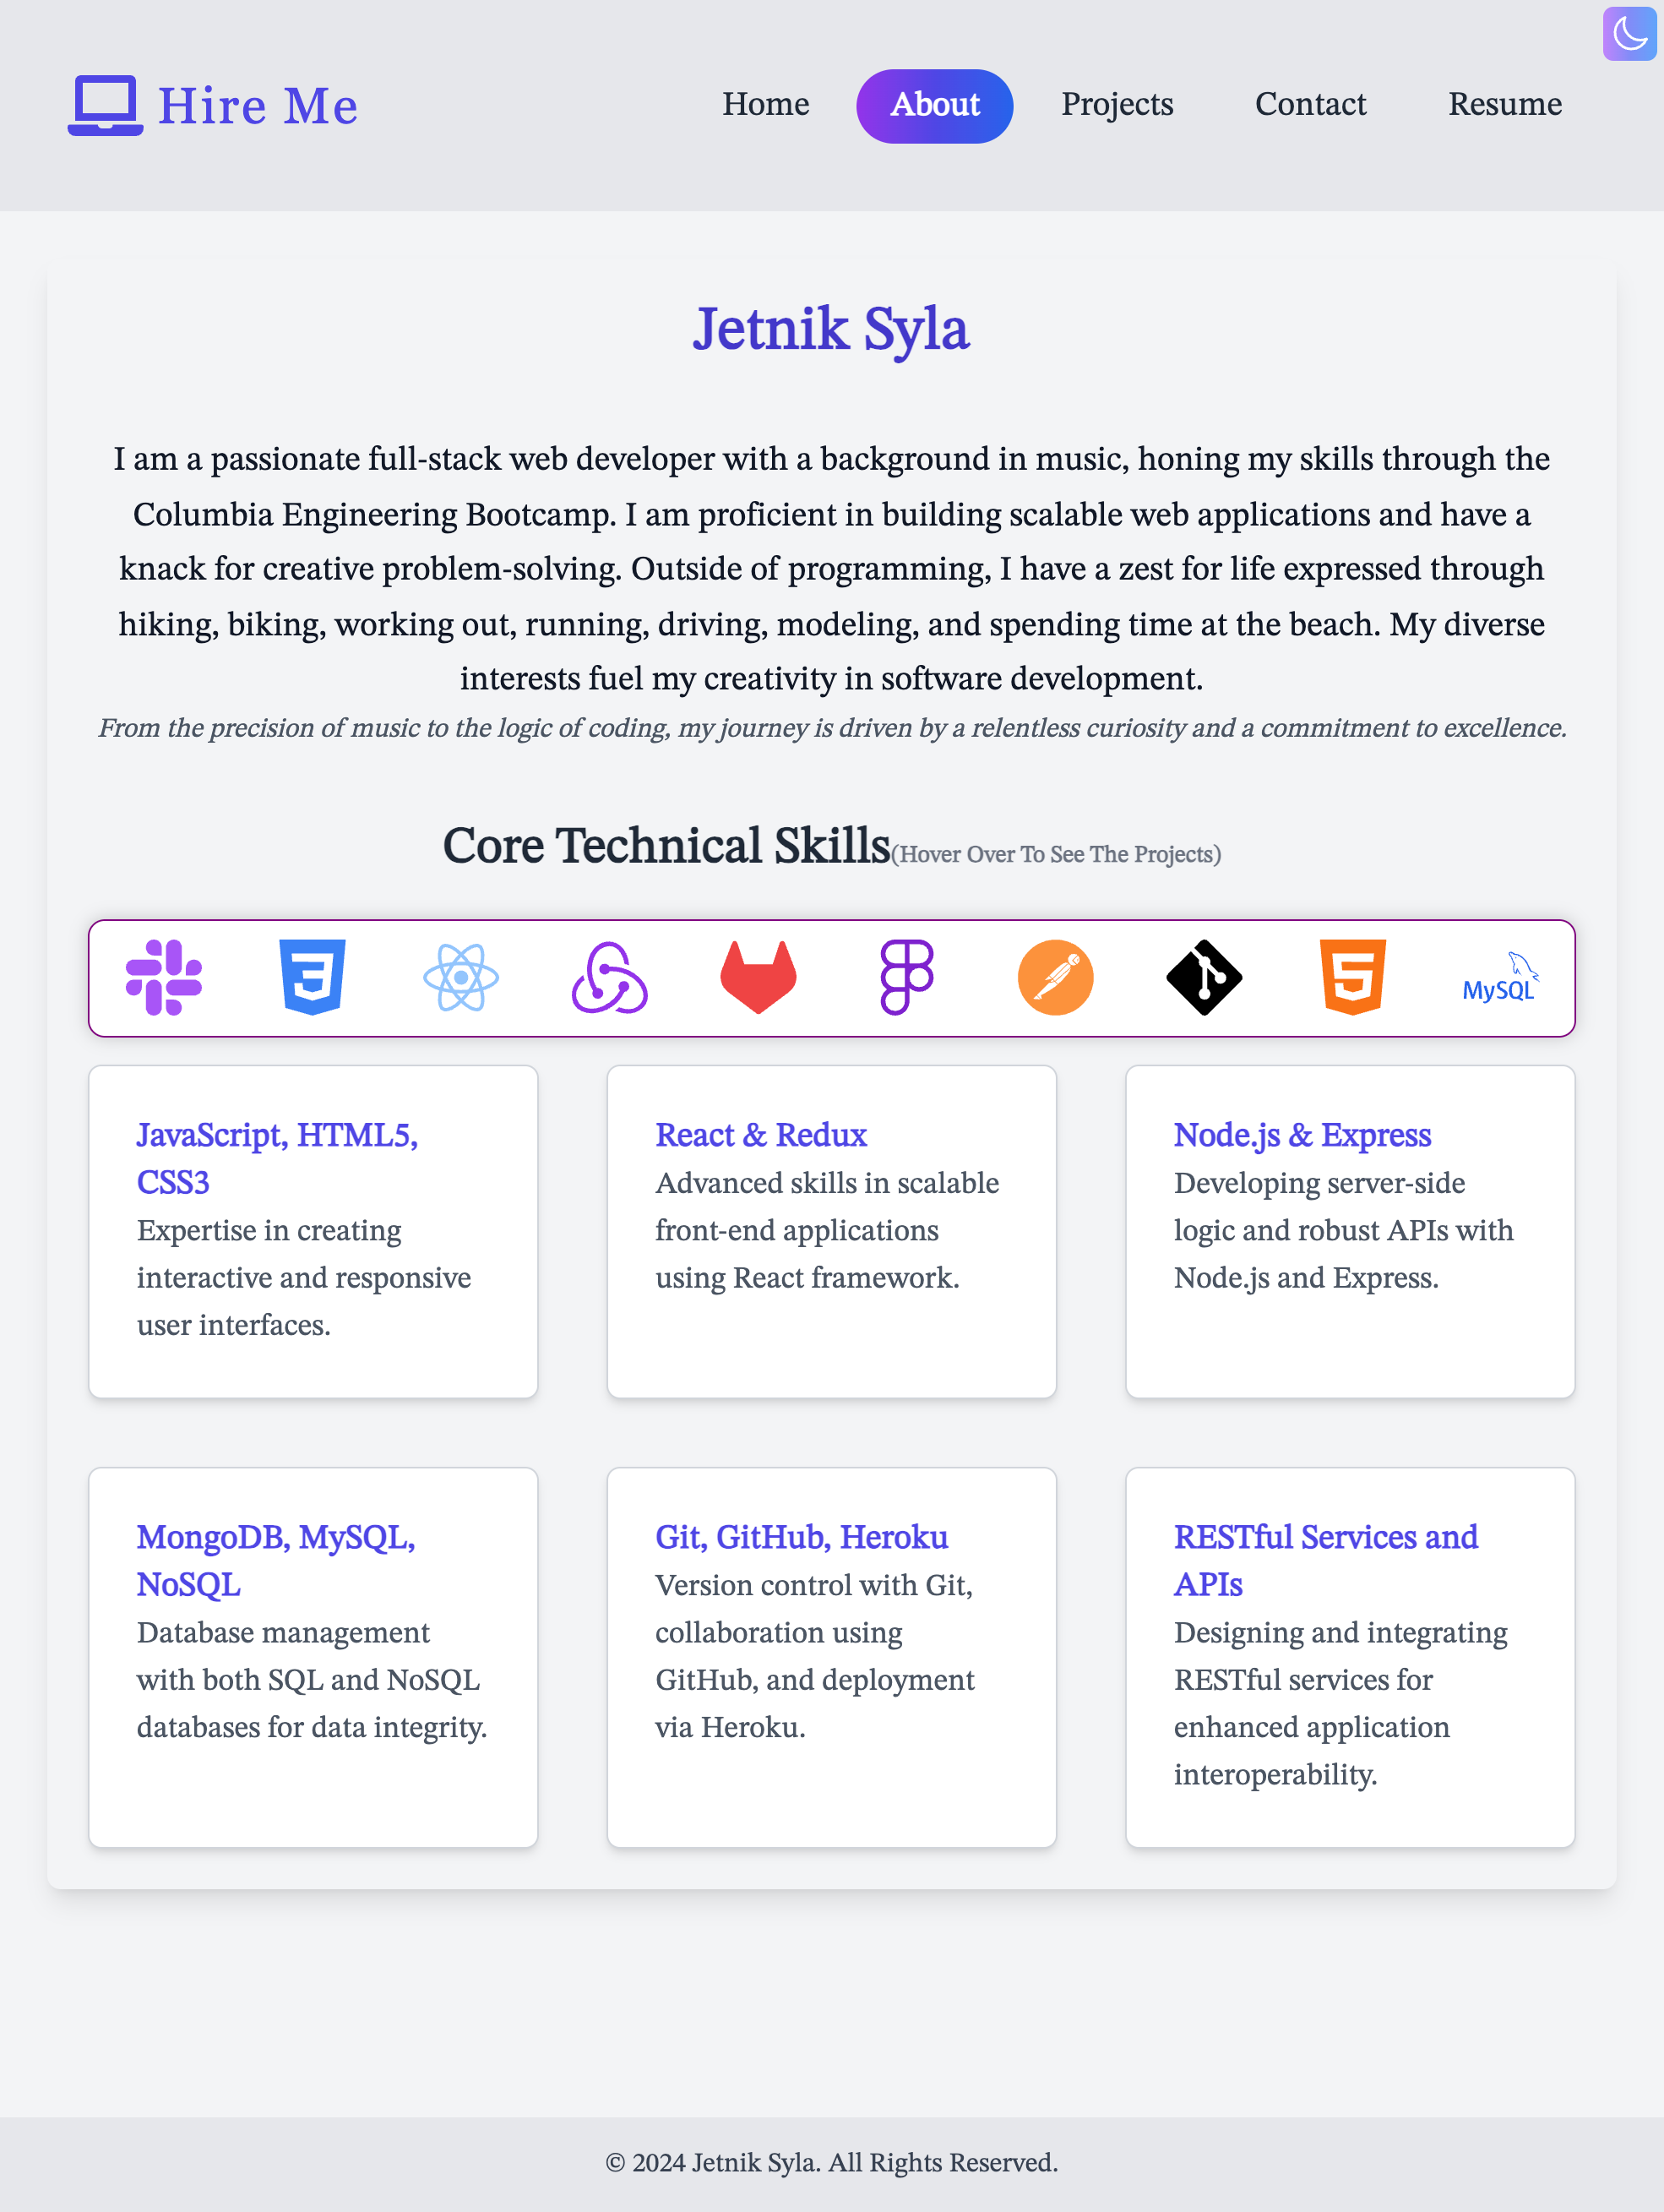 Hire Me
Home About Projects Contact Resume
Jetnik Syla
I am a passionate full-stack web developer with a background in music, honing my skills through the
Columbia Engineering Bootcamp. I am proficient in building scalable web applications and have a
knack for creative problem-solving. Outside of programming, I have a zest for life expressed through
hiking, biking, working out, running, driving, modeling, and spending time at the beach. My diverse
interests fuel my creativity in software development.
From the precision of music to the logic of coding, my journey is driven by a relentless curiosity and a commitment to excellence.
Core Technical Skills(Hover Over To See The Projects)
MySQL
JavaScript, HTML5,
CSS3
Expertise in creating
interactive and responsive
user interfaces.
React & Redux
Advanced skills in scalable
front-end applications
using React framework.
Node.js & Express
Developing server-side
logic and robust APIs with
Node.js and Express.
MongoDB, MySQL,
NoSQL
Database management
with both SQL and NoSQL
databases for data integrity.
Git, GitHub, Heroku
Version control with Git,
collaboration using
GitHub, and deployment
via Heroku.
RESTful Services and
APIs
Designing and integrating
RESTful services for
enhanced application
interoperability.
© 2024 Jetnik Syla. All Rights Reserved.